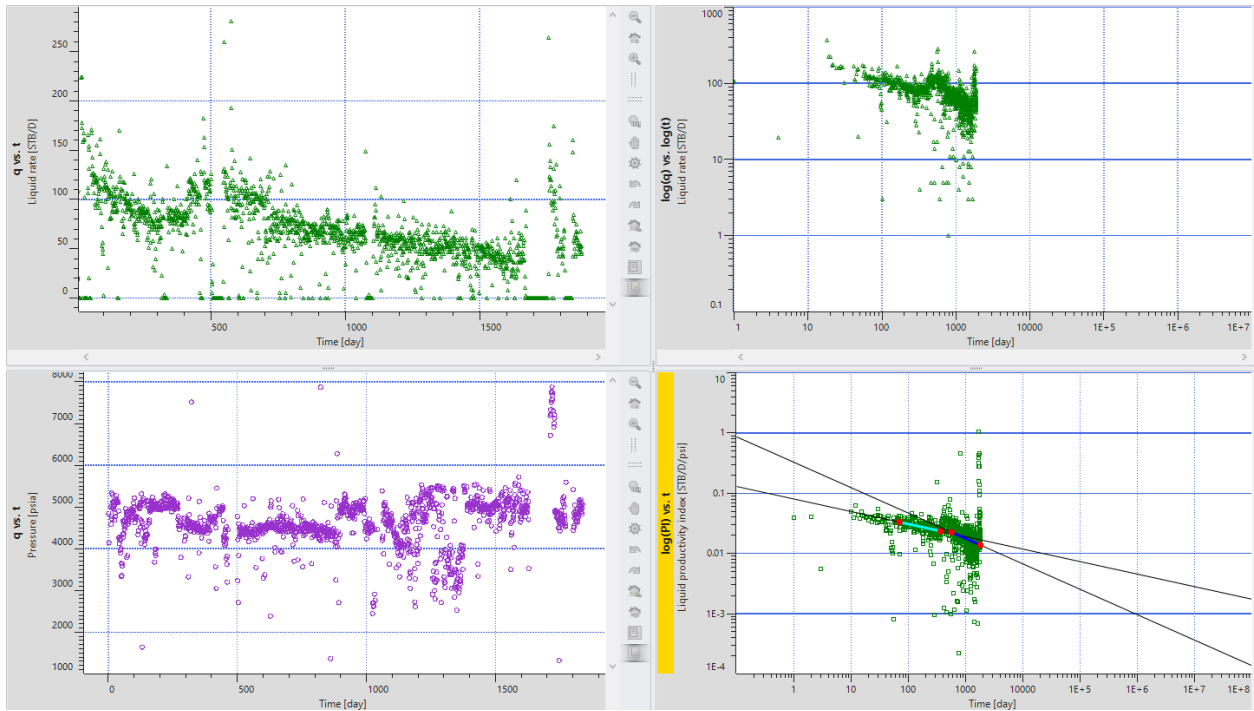 q vs. t
Liquid rate [STB/D]
250
200
150
100
50
0
500
1000
1500
Time [day]
log(q) vs. log(t)
Liquid rate [STB/D]
1000
100
10
1
0.1
1
10
100
1000
10000
1E+5
1E+6
1E+7
Time [day]
q vs. t
Pressure [psia]
8000
7000
6000
5000
4000
3000
2000
1000
0
500
1000
1500
Time [day]
log(PI) vs. t
Liquid productivity index [STB/D/psi]
10
1
0.1
0.01
1E-3
1E-4
1
10
100
1000
10000
1E+5
1E+6
1E+7
1E+8
Time [day]